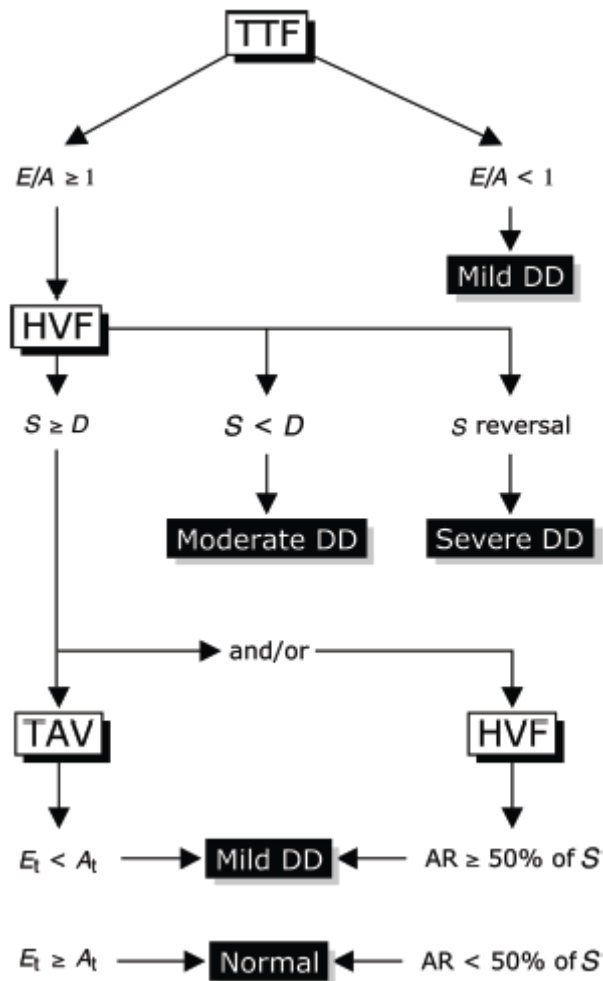 TTF
E/A ≥ 1
E/A < 1
Mild DD
HVF
S ≥ D
S < D
S reversal
Moderate DD
Severe DD
and/or
TAV
HVF
Et < At
Mild DD
AR ≥ 50% of S
Et ≥ At
Normal
AR < 50% of S